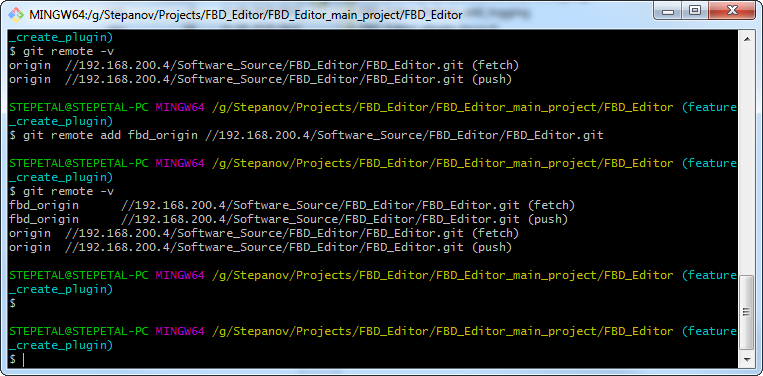 MINGW64:/g/Stepanov/Projects/FBD_Editor/FBD_Editor_main_project/FBD_Editor
_create_plugin)
$ git remote -v
origin  //192.168.200.4/Software_Source/FBD_Editor/FBD_Editor.git (fetch)
origin  //192.168.200.4/Software_Source/FBD_Editor/FBD_Editor.git (push)
STEPETAL@STEPETAL-PC MINGW64 /g/Stepanov/Projects/FBD_Editor/FBD_Editor_main_project/FBD_Editor (feature
_create_plugin)
$ git remote add fbd_origin //192.168.200.4/Software_Source/FBD_Editor/FBD_Editor.git
STEPETAL@STEPETAL-PC MINGW64 /g/Stepanov/Projects/FBD_Editor/FBD_Editor_main_project/FBD_Editor (feature
_create_plugin)
$ git remote -v
fbd_origin      //192.168.200.4/Software_Source/FBD_Editor/FBD_Editor.git (fetch)
fbd_origin      //192.168.200.4/Software_Source/FBD_Editor/FBD_Editor.git (push)
origin  //192.168.200.4/Software_Source/FBD_Editor/FBD_Editor.git (fetch)
origin  //192.168.200.4/Software_Source/FBD_Editor/FBD_Editor.git (push)
STEPETAL@STEPETAL-PC MINGW64 /g/Stepanov/Projects/FBD_Editor/FBD_Editor_main_project/FBD_Editor (feature
_create_plugin)
$
STEPETAL@STEPETAL-PC MINGW64 /g/Stepanov/Projects/FBD_Editor/FBD_Editor_main_project/FBD_Editor (feature
_create_plugin)
$